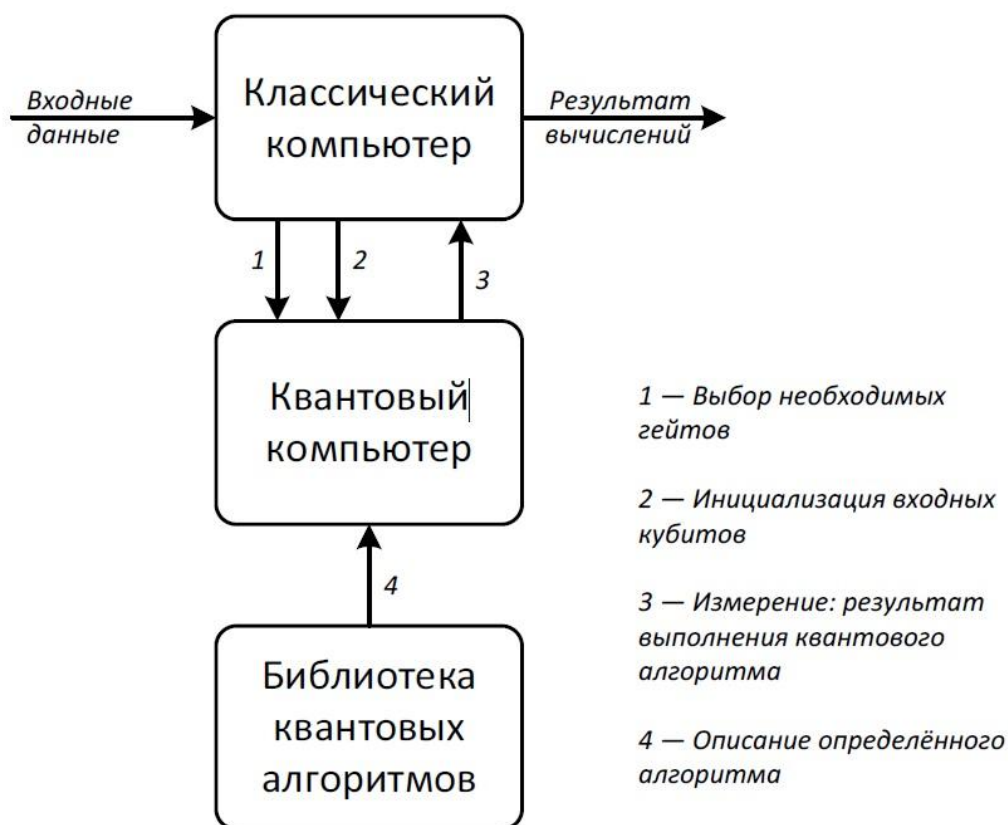 Классический
компьютер
Входные
данные
Результат
вычислений
1
2
3
Квантовый
компьютер
4
Библиотека
квантовых
алгоритмов
1 — Выбор необходимых
гейтов
2 — Инициализация входных
кубитов
3 — Измерение: результат
выполнения квантового
алгоритма
4 — Описание определённого
алгоритма